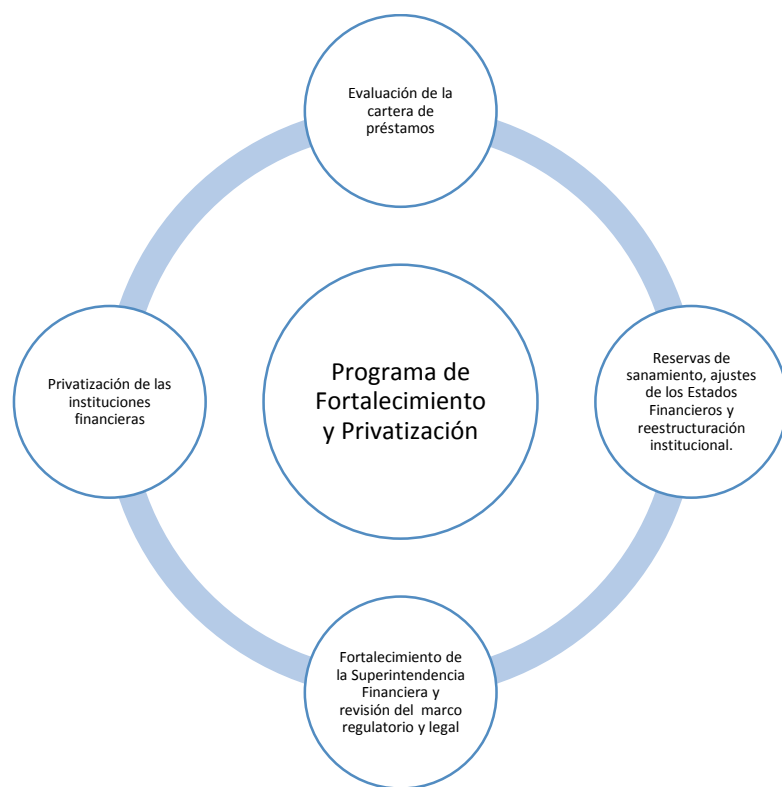 Evaluación de la
cartera de
préstamos
Privatización de las
instituciones
financieras
Programa de
Fortalecimiento
y Privatización
Reservas de
sanamiento, ajustes
de los Estados
Financieros y
reestructuración
institucional.
Fortalecimiento de
la Superintendencia
Financiera y
revisión del marco
regulatorio y legal